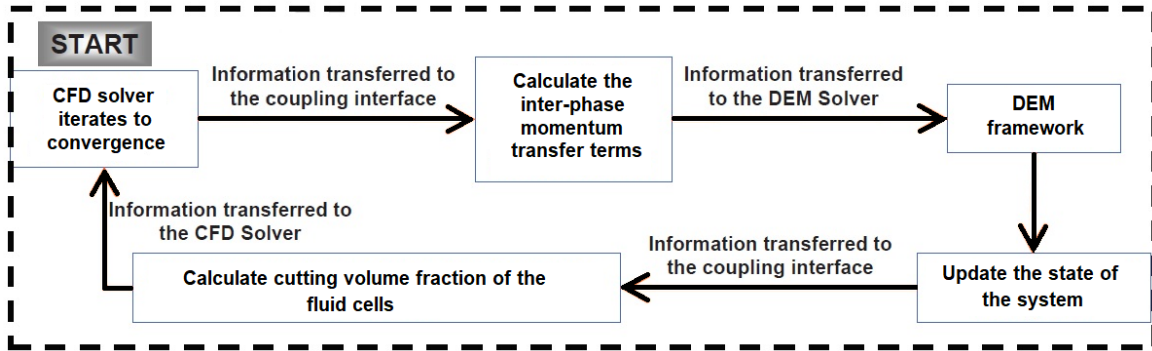 START
CFD solver
iterates to
convergence
Information transferred to
the coupling interface
Calculate the
inter-phase
momentum
transfer terms
Information transferred
to the DEM Solver
DEM
framework
Update the state of
the system
Information transferred to
the coupling interface
Calculate cutting volume fraction of the
fluid cells
Information transferred to
the CFD Solver